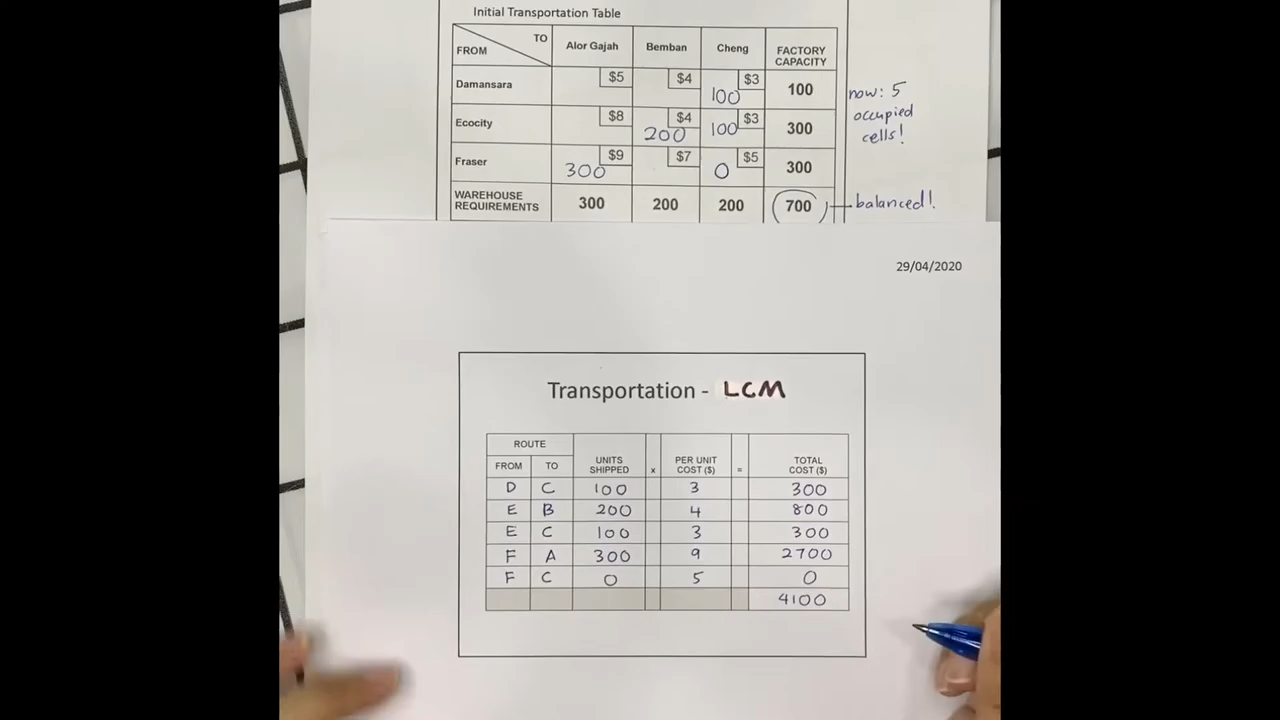 Initial Transportation Table
TO
FROM
Alor Gajah Bemban Cheng FACTORY CAPACITY
Damansara $5 $4 $3 100 100
Ecocity $8 $4 200 $3 100 300
Fraser $9 300 $7 $5 0 300
WAREHOUSE REQUIREMENTS 300 200 200 700
now: 5
occupied
cells!
balanced!
29/04/2020
Transportation - LCM
ROUTE
FROM TO UNITS SHIPPED x PER UNIT COST ($) = TOTAL COST ($)
D C 100 3 300
E B 200 4 800
E C 100 3 300
F A 300 9 2700
F C 0 5 0
4100